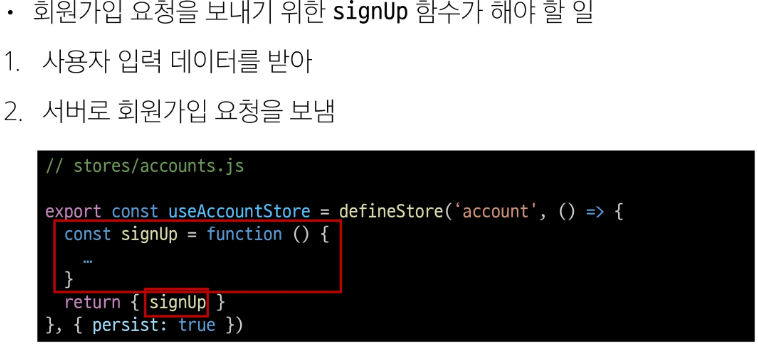 • 회원가입 요청을 보내기 위한 signUp 함수가 해야 할 일
1. 사용자 입력 데이터를 받아
2. 서버로 회원가입 요청을 보냄
// stores/accounts.js
export const useAccountStore = defineStore(‘account', () => {
  const signUp = function () {
    …
  }
  return { signUp }
}, { persist: true })